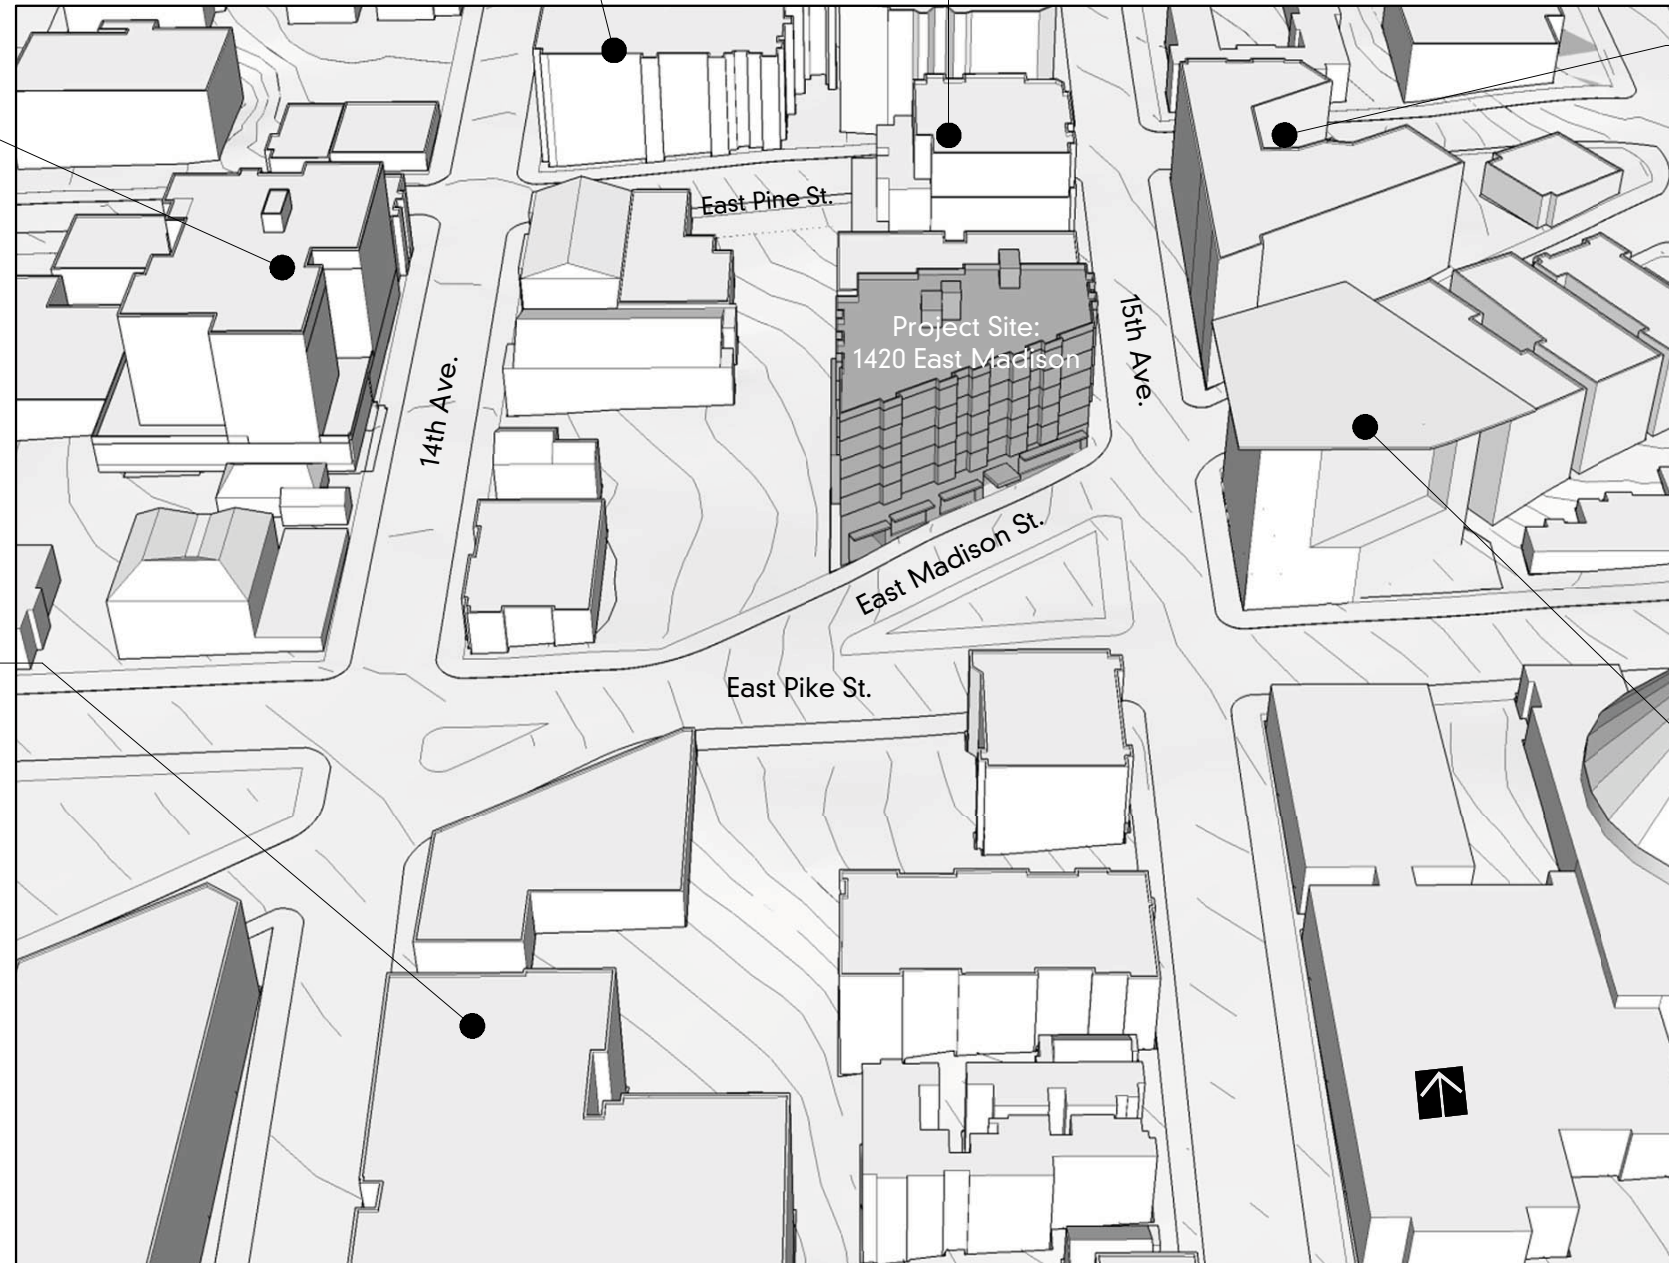 East Pine St.
Project Site:
1420 East Madison
15th Ave.
14th Ave.
East Madison St.
East Pike St.